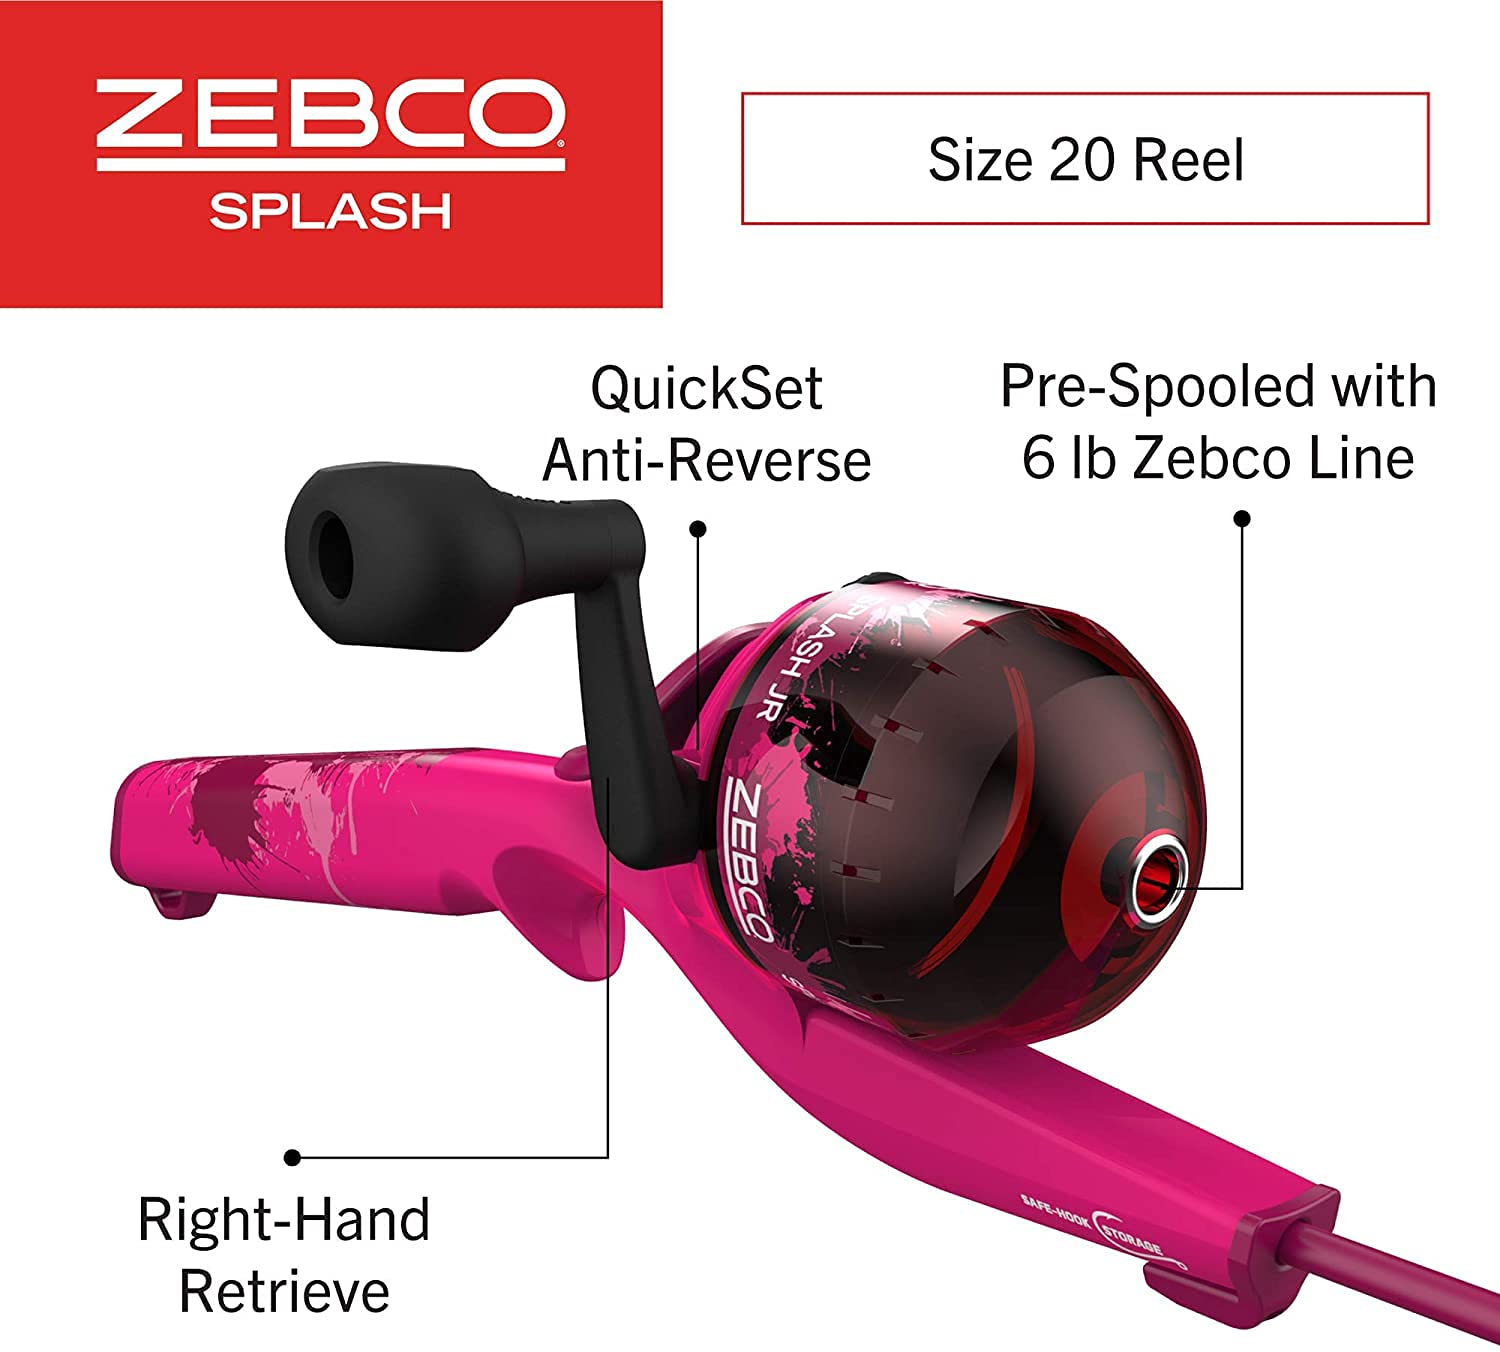 ZEBCO®
SPLASH
Size 20 Reel
QuickSet
Anti-Reverse
Pre-Spooled with
6 lb Zebco Line
SPLASH JR
ZEBCO
Right-Hand
Retrieve
SAFE-HOOK
STORAGE